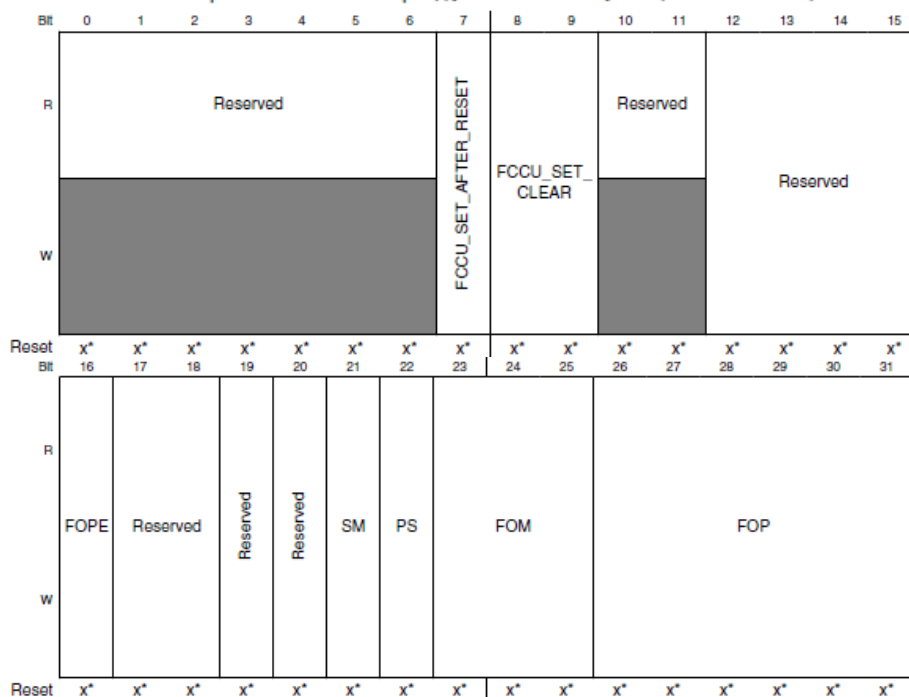 Bit 0 1 2 3 4 5 6 7 8 9 10 11 12 13 14 15
R Reserved FCCU_SET_AFTER_RESET FCCU_SET_ CLEAR Reserved Reserved
W
Reset x* x* x* x* x* x* x* x* x* x* x* x* x* x* x* x*
Bit 16 17 18 19 20 21 22 23 24 25 26 27 28 29 30 31
R
FOPE Reserved Reserved Reserved SM PS FOM FOP
W
Reset x* x* x* x* x* x* x* x* x* x* x* x* x* x* x* x*